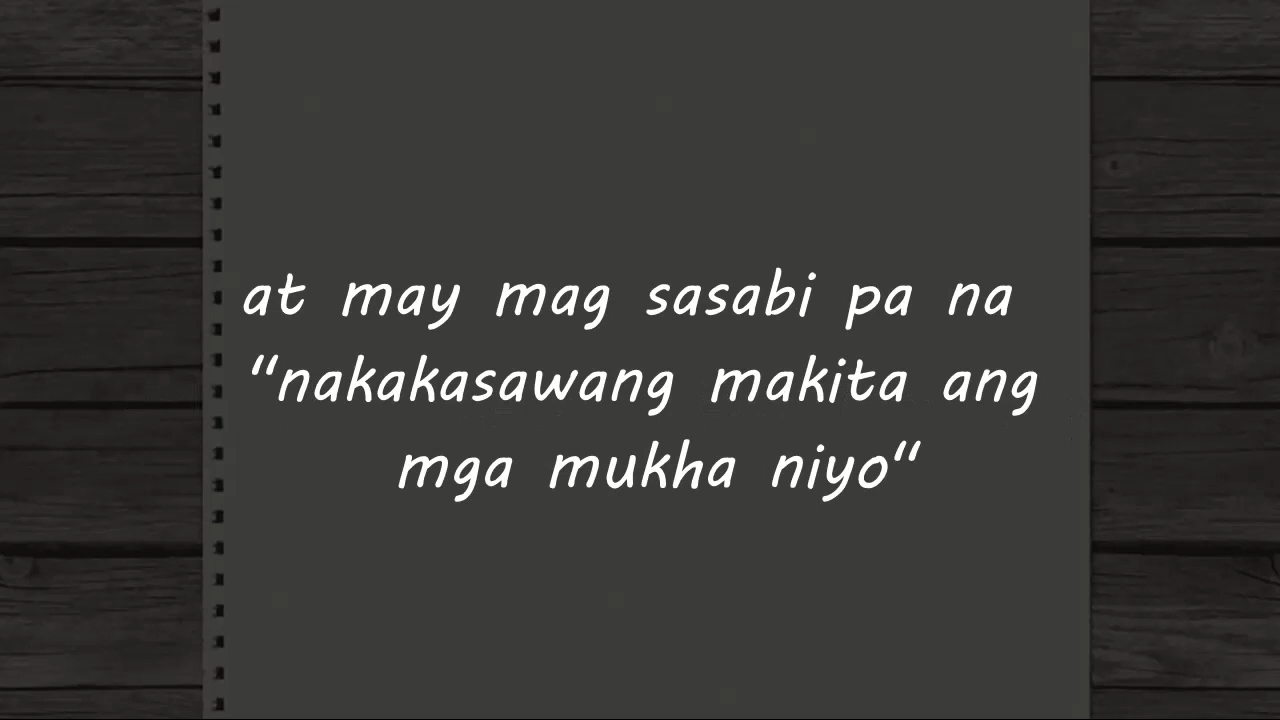 at may mag sasabi pa na
“nakakasawang makita ang
mga mukha niyo“